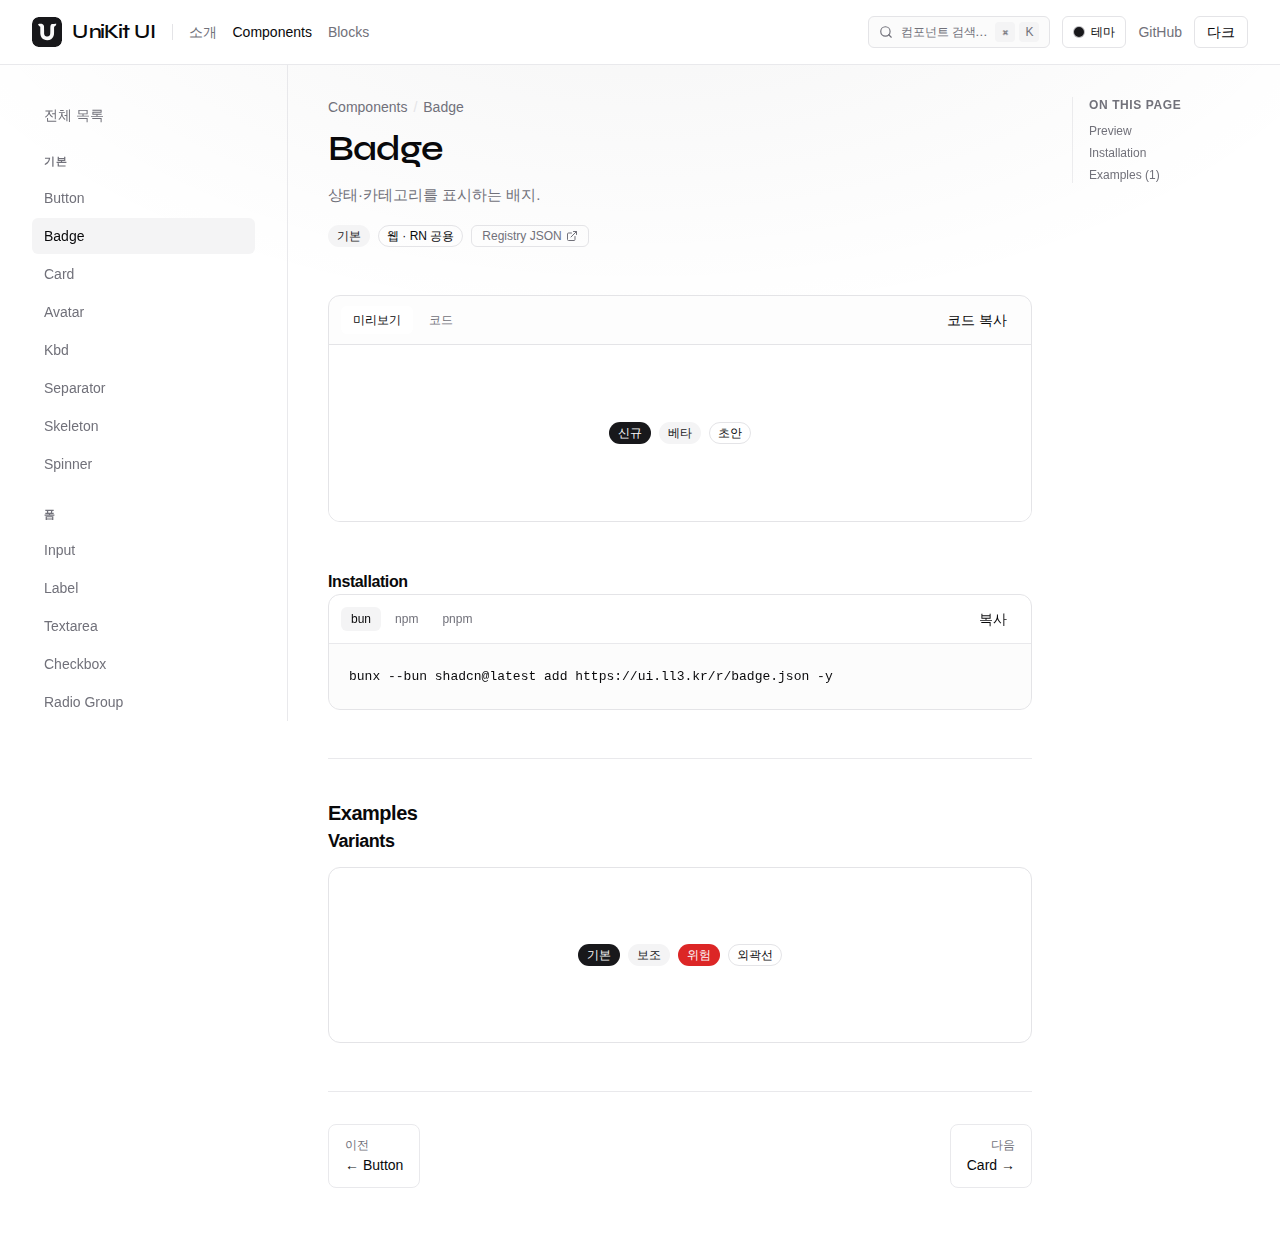 UniKit UI 소개 Components Blocks 컴포넌트 검색... ⌘ K 테마 GitHub 다크
전체 목록
기본
Button
Badge
Card
Avatar
Kbd
Separator
Skeleton
Spinner
폼
Input
Label
Textarea
Checkbox
Radio Group
Components / Badge
Badge
상태·카테고리를 표시하는 배지.
기본 웹 · RN 공용 Registry JSON
미리보기 코드 코드 복사
신규 베타 초안
Installation
bun npm pnpm 복사
bunx --bun shadcn@latest add https://ui.ll3.kr/r/badge.json -y
Examples
Variants
기본 보조 위험 외곽선
이전
← Button
다음
Card →
ON THIS PAGE
Preview
Installation
Examples (1)